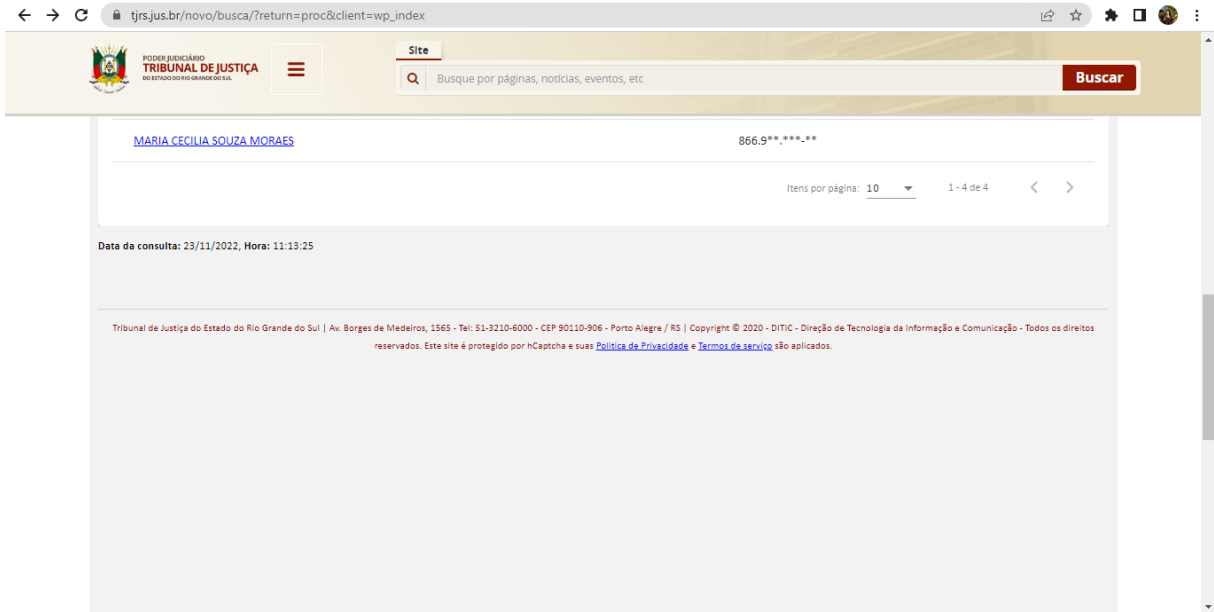 tjrs.jus.br/novo/busca/?return=proc&client=wp_index
Site
PODER JUDICIÁRIO
TRIBUNAL DE JUSTIÇA
DO ESTADO DO RIO GRANDE DO SUL
Busque por páginas, notícias, eventos, etc
Buscar
MARIA CECILIA SOUZA MORAES 866.9**.***-**
Itens por página: 10 1 - 4 de 4
Data da consulta: 23/11/2022, Hora: 11:13:25
Tribunal de Justiça do Estado do Rio Grande do Sul | Av. Borges de Medeiros, 1565 - Tel: 51-3210-6000 - CEP 90110-906 - Porto Alegre / RS | Copyright © 2020 - DITIC - Direção de Tecnologia da Informação e Comunicação - Todos os direitos
reservados. Este site é protegido por hCaptcha e suas Política de Privacidade e Termos de serviço são aplicados.